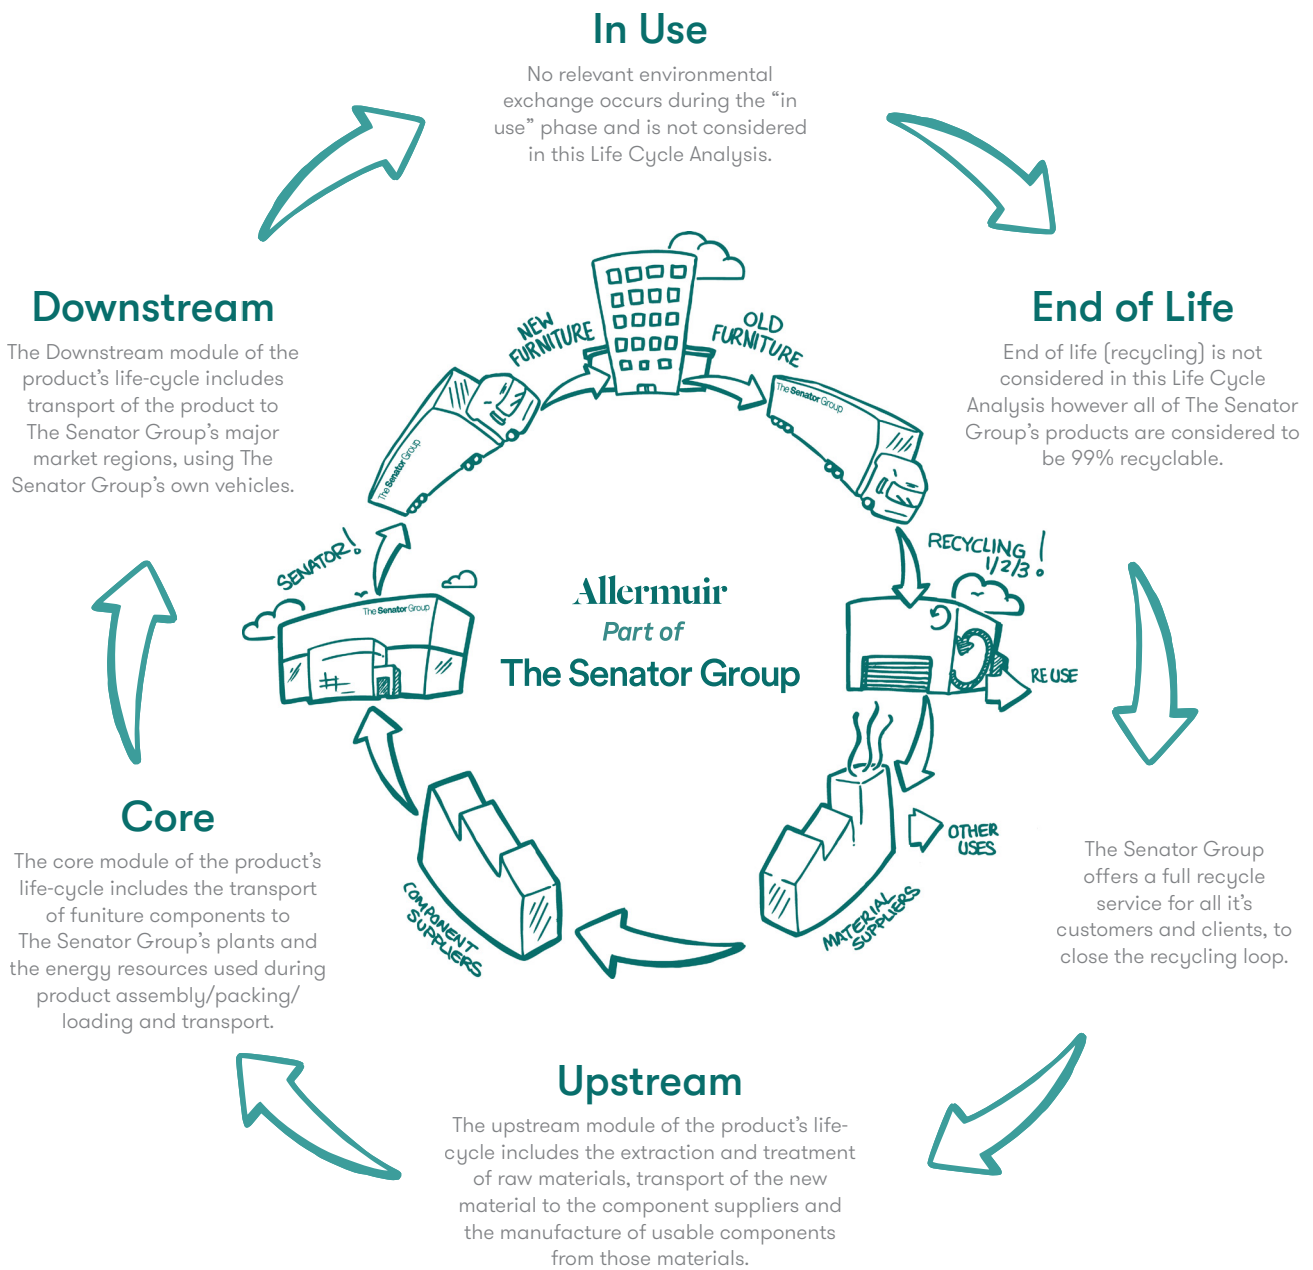 In Use
No relevant environmental
exchange occurs during the “in
use” phase and is not considered
in this Life Cycle Analysis.
Downstream
The Downstream module of the
product’s life-cycle includes
transport of the product to
The Senator Group’s major
market regions, using The
Senator Group’s own vehicles.
End of Life
End of life (recycling) is not
considered in this Life Cycle
Analysis however all of The Senator
Group’s products are considered to
be 99% recyclable.
NEW
FURNITURE
OLD
FURNITURE
The Senator Group
The Senator Group
SENATOR!
RECYCLING!
1/2/3
The Senator Group
REUSE
Allermuir
Part of
The Senator Group
Core
The core module of the product’s
life-cycle includes the transport
of funiture components to
The Senator Group’s plants and
the energy resources used during
product assembly/packing/
loading and transport.
COMPONENT
SUPPLIERS
MATERIAL
SUPPLIERS
OTHER
USES
The Senator Group
offers a full recycle
service for all it’s
customers and clients, to
close the recycling loop.
Upstream
The upstream module of the product’s life-
cycle includes the extraction and treatment
of raw materials, transport of the new
material to the component suppliers and
the manufacture of usable components
from those materials.